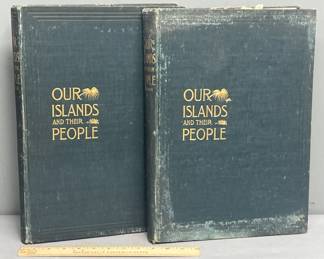 OUR
ISLANDS
AND THEIR
PEOPLE
OUR
ISLANDS
AND THEIR
PEOPLE